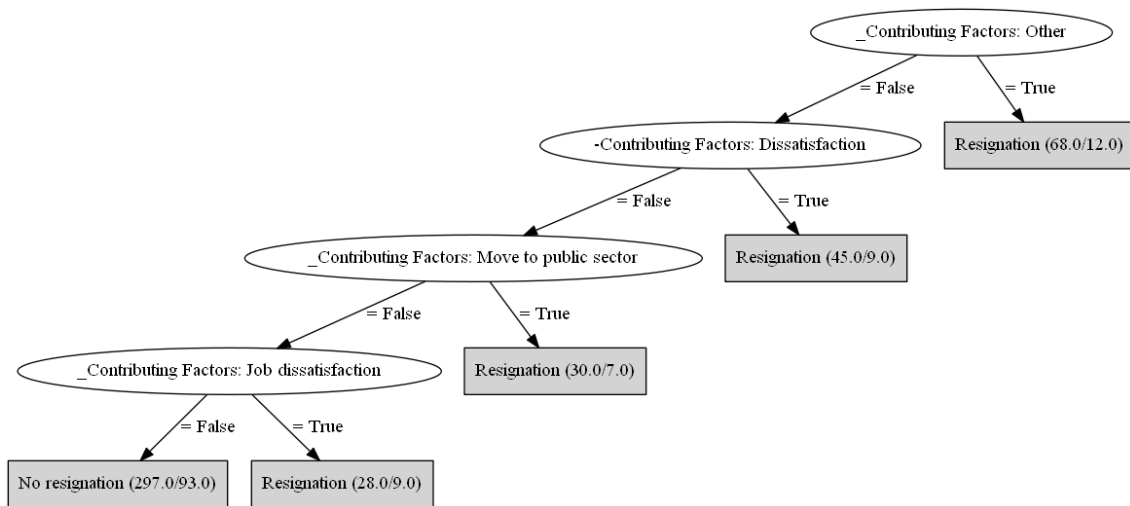 _Contributing Factors: Other
= False
= True
-Contributing Factors: Dissatisfaction
Resignation (68.0/12.0)
= False
= True
_Contributing Factors: Move to public sector
Resignation (45.0/9.0)
= False
= True
_Contributing Factors: Job dissatisfaction
Resignation (30.0/7.0)
= False
= True
No resignation (297.0/93.0)
Resignation (28.0/9.0)